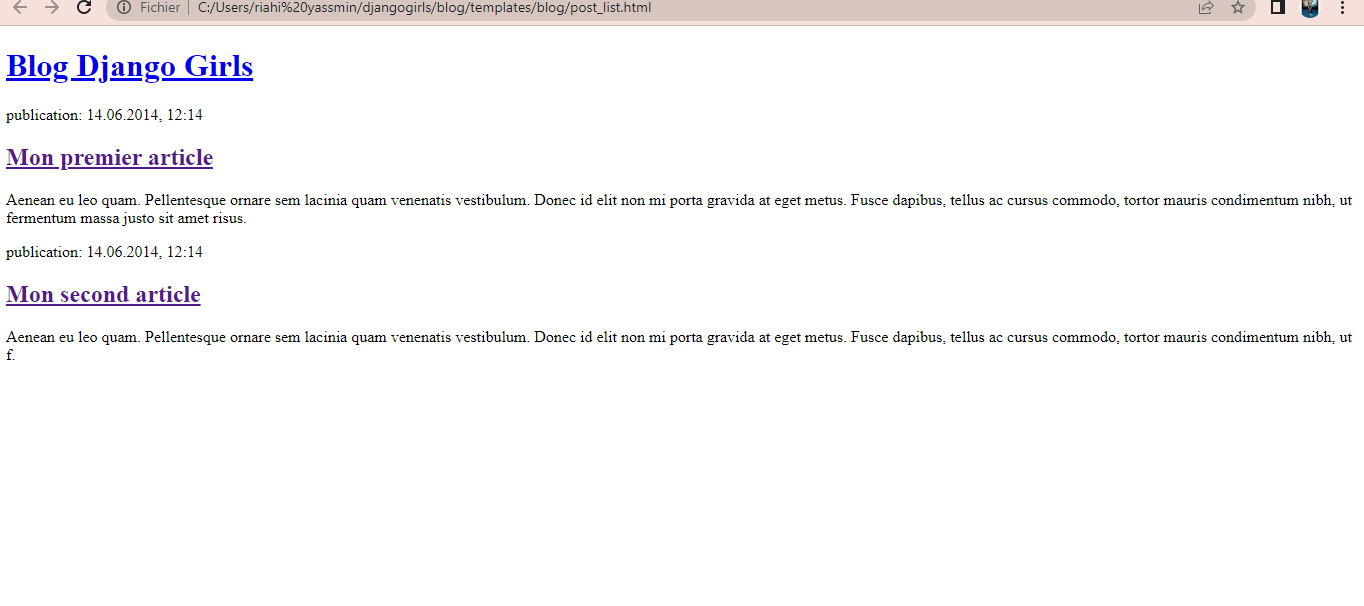 Fichier | C:/Users/riahi%20yassmin/djangogirls/blog/templates/blog/post_list.html
Blog Django Girls
publication: 14.06.2014, 12:14
Mon premier article
Aenean eu leo quam. Pellentesque ornare sem lacinia quam venenatis vestibulum. Donec id elit non mi porta gravida at eget metus. Fusce dapibus, tellus ac cursus commodo, tortor mauris condimentum nibh, ut
fermentum massa justo sit amet risus.
publication: 14.06.2014, 12:14
Mon second article
Aenean eu leo quam. Pellentesque ornare sem lacinia quam venenatis vestibulum. Donec id elit non mi porta gravida at eget metus. Fusce dapibus, tellus ac cursus commodo, tortor mauris condimentum nibh, ut
f.